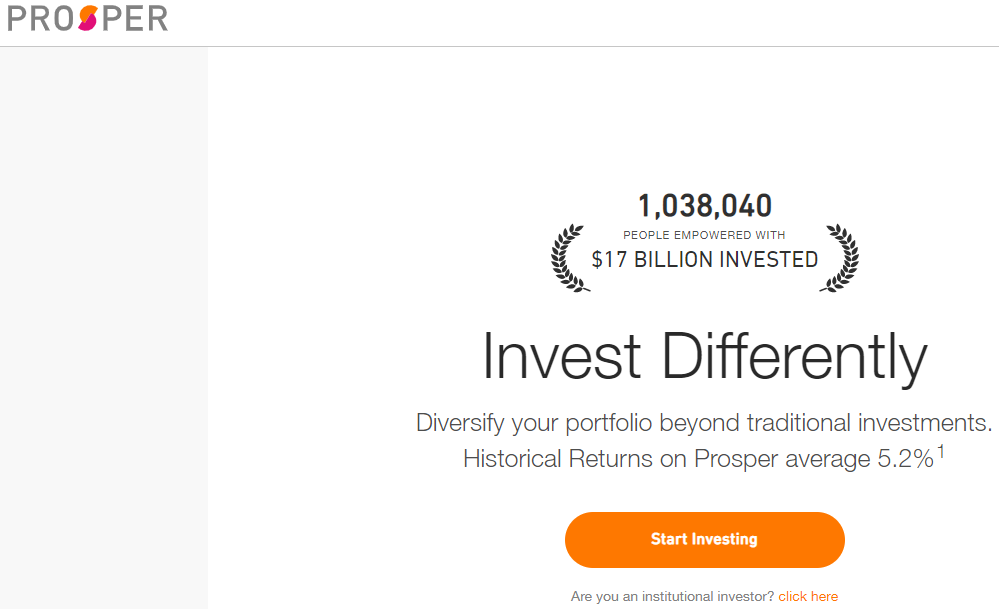 PROSPER
1,038,040
PEOPLE EMPOWERED WITH
$17 BILLION INVESTED
Invest Differently
Diversify your portfolio beyond traditional investments.
Historical Returns on Prosper average 5.2%¹
Start Investing
Are you an institutional investor? click here